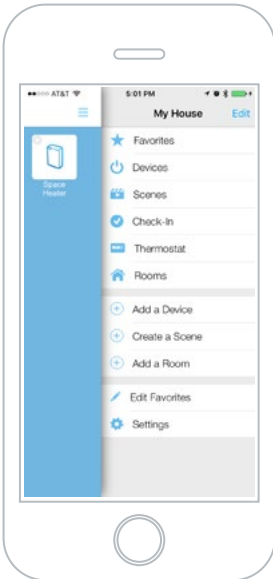 AT&T 5:01 PM
My House Edit
Space
Heater
Favorites
Devices
Scenes
Check-In
Thermostat
Rooms
Add a Device
Create a Scene
Add a Room
Edit Favorites
Settings